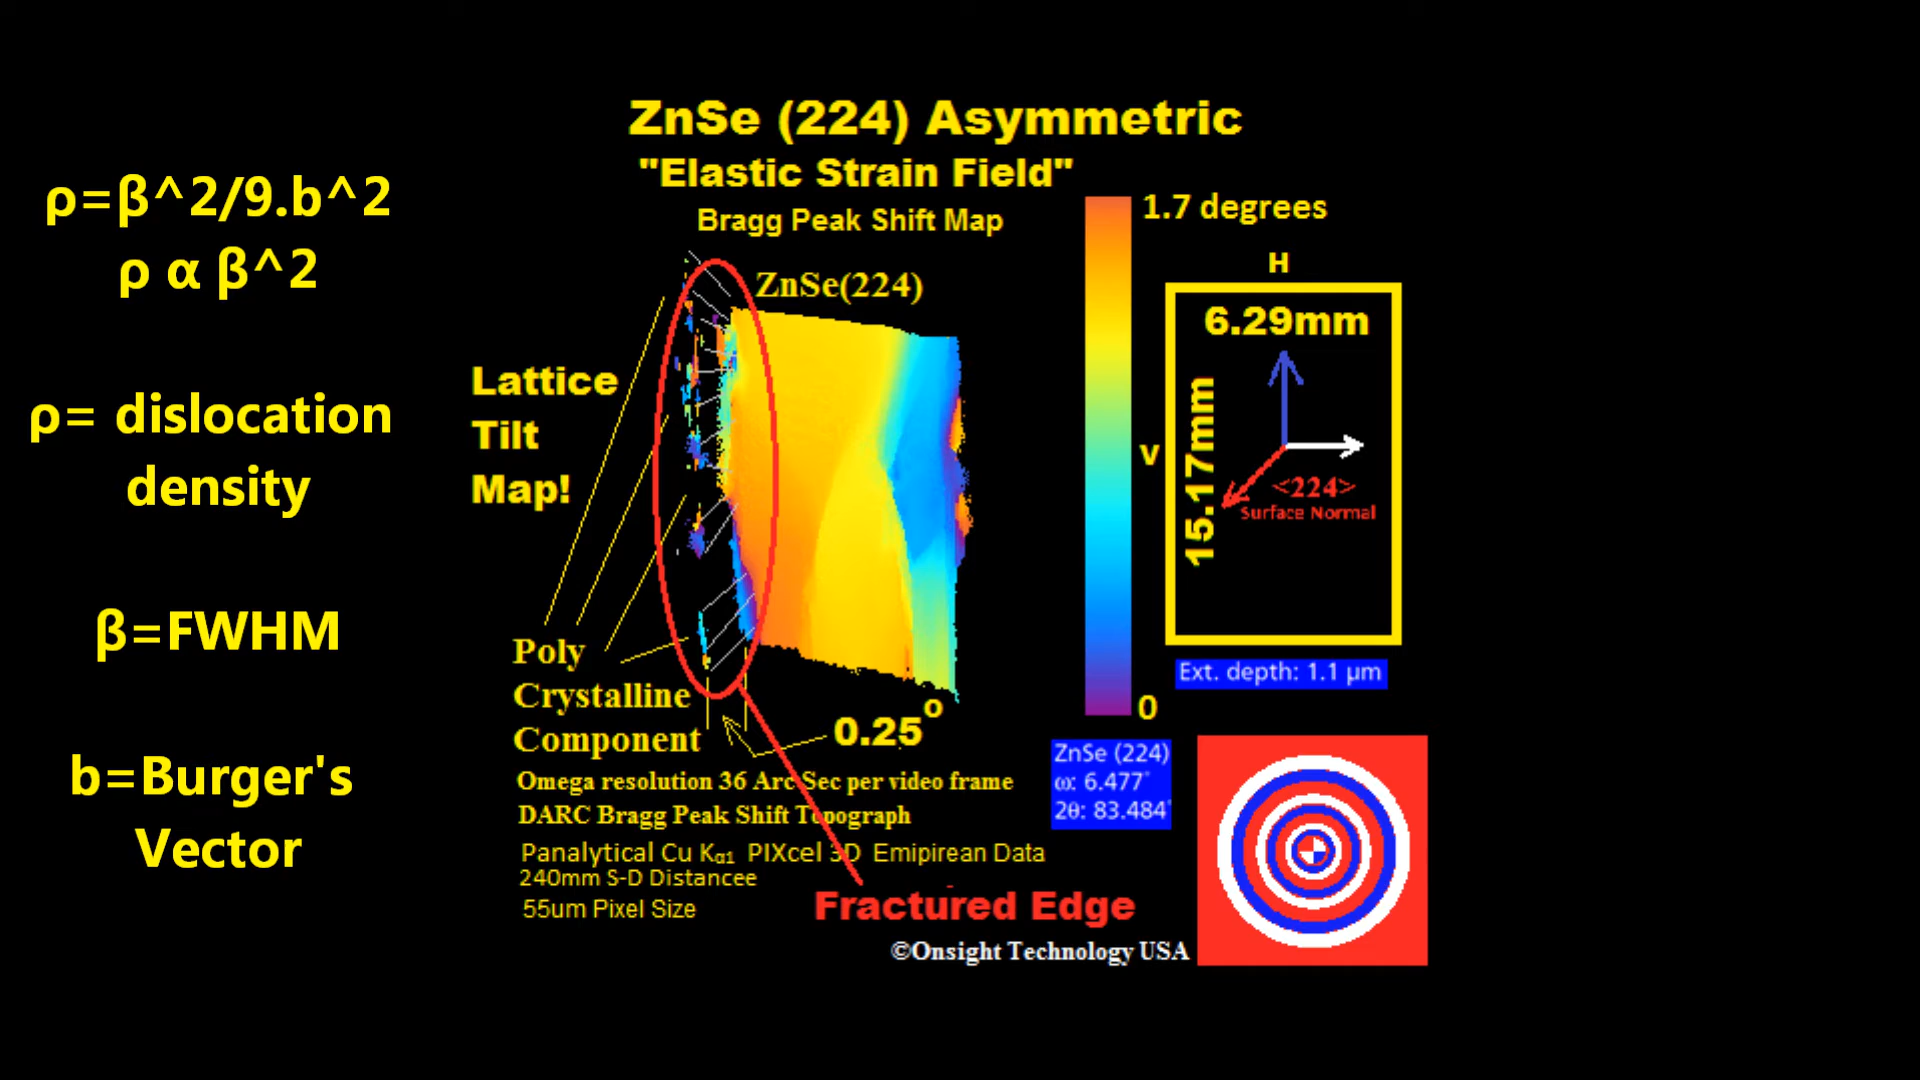 ZnSe (224) Asymmetric
"Elastic Strain Field"
Bragg Peak Shift Map
ρ=β^2/9.b^2
ρ α β^2
ρ= dislocation
density
β=FWHM
b=Burger's
Vector
ZnSe(224)
Lattice
Tilt
Map!
Poly
Crystalline
Component
0.25°
1.7 degrees
V
0
H
6.29mm
15.17mm
<224>
Surface Normal
Ext. depth: 1.1 µm
ZnSe (224)
ω: 6.477°
2θ: 83.484°
Omega resolution 36 Arc Sec per video frame
DARC Bragg Peak Shift Topograph
Panalytical Cu Kα1 PIXcel 3D Emipirean Data
240mm S-D Distancee
55um Pixel Size
Fractured Edge
©Onsight Technology USA